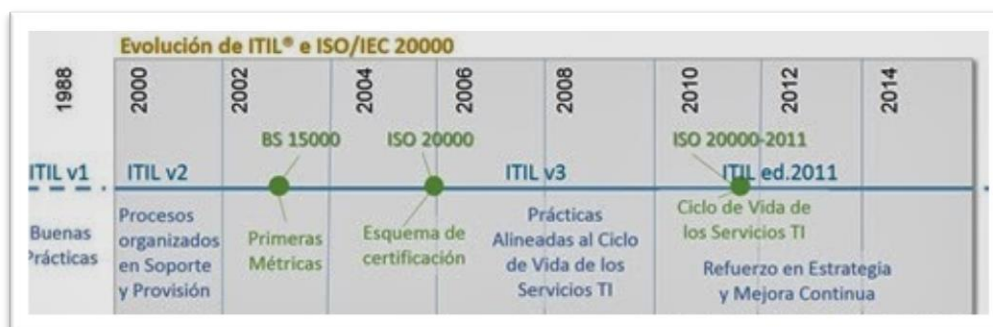 Evolución de ITIL® e ISO/IEC 20000
1988
2000
2002
2004
2006
2008
2010
2012
2014
BS 15000
ISO 20000
ISO 20000-2011
ITIL v1
ITIL v2
ITIL v3
ITIL ed.2011
Buenas
Prácticas
Procesos
organizados
en Soporte
y Provisión
Primeras
Métricas
Esquema de
certificación
Prácticas
Alineadas al Ciclo
de Vida de los
Servicios TI
Ciclo de Vida de
los Servicios TI
Refuerzo en Estrategia
y Mejora Continua